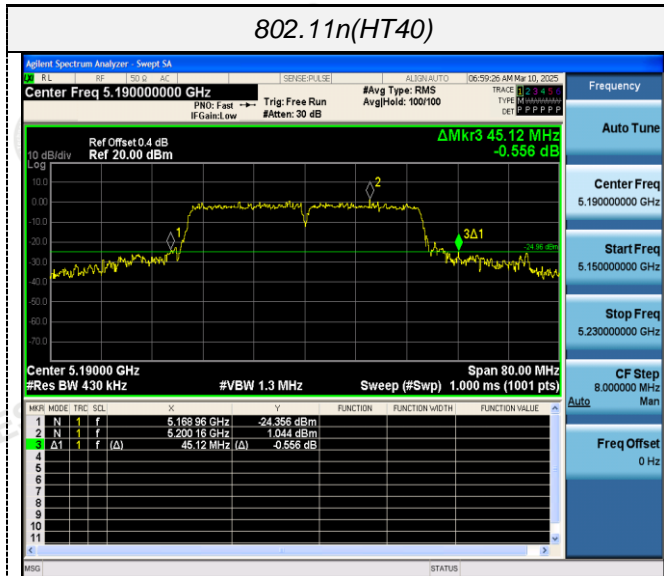 802.11n(HT40)
Agilent Spectrum Analyzer - Swept SA
RL RF 50 Ω AC SENSE:PULSE ALIGNAUTO 06:59:26 AM Mar 10, 2025
Center Freq 5.190000000 GHz
PNO: Fast
IFGain:Low
Trig: Free Run
#Atten: 30 dB
#Avg Type: RMS
Avg|Hold: 100/100
TRACE 1 2 3 4 5 6
TYPE M
DET P P P P P P
Frequency
Auto Tune
Center Freq
5.190000000 GHz
Start Freq
5.150000000 GHz
Stop Freq
5.230000000 GHz
CF Step
8.000000 MHz
Auto Man
Freq Offset
0 Hz
ΔMkr3 45.12 MHz
-0.556 dB
Ref Offset 0.4 dB
10 dB/div Ref 20.00 dBm
Log
10.0
0.00
-10.0
-20.0
-30.0
-40.0
-50.0
-60.0
-70.0
1
2
3Δ1
-24.96 dBm
Center 5.19000 GHz Span 80.00 MHz
#Res BW 430 kHz #VBW 1.3 MHz Sweep (#Swp) 1.000 ms (1001 pts)
MKR MODE TRC SCL X Y FUNCTION FUNCTION WIDTH FUNCTION VALUE
1 N 1 f 5.168 96 GHz -24.356 dBm
2 N 1 f 5.200 16 GHz 1.044 dBm
3 Δ1 1 f (Δ) 45.12 MHz (Δ) -0.556 dB
4
5
6
7
8
9
10
11
MSG STATUS